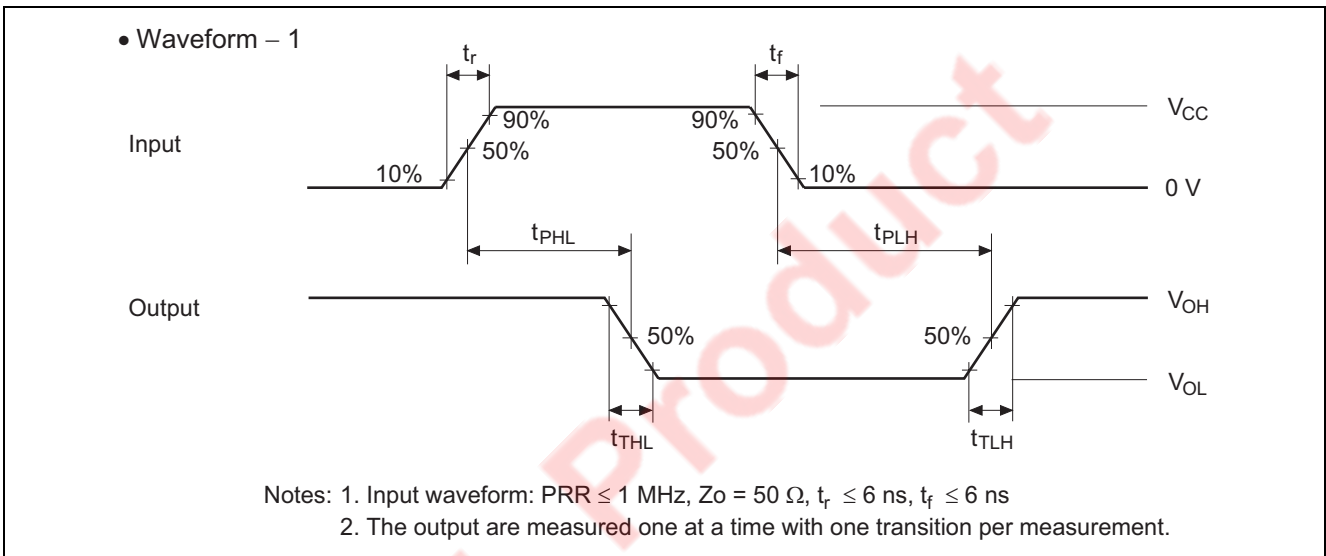 • Waveform – 1
tr
tf
90%
90%
VCC
Input
50%
50%
10%
10%
0 V
tPHL
tPLH
Output
VOH
50%
50%
VOL
tTHL
tTLH
Notes: 1. Input waveform: PRR ≤ 1 MHz, Zo = 50 Ω, tr ≤ 6 ns, tf ≤ 6 ns
2. The output are measured one at a time with one transition per measurement.
Product